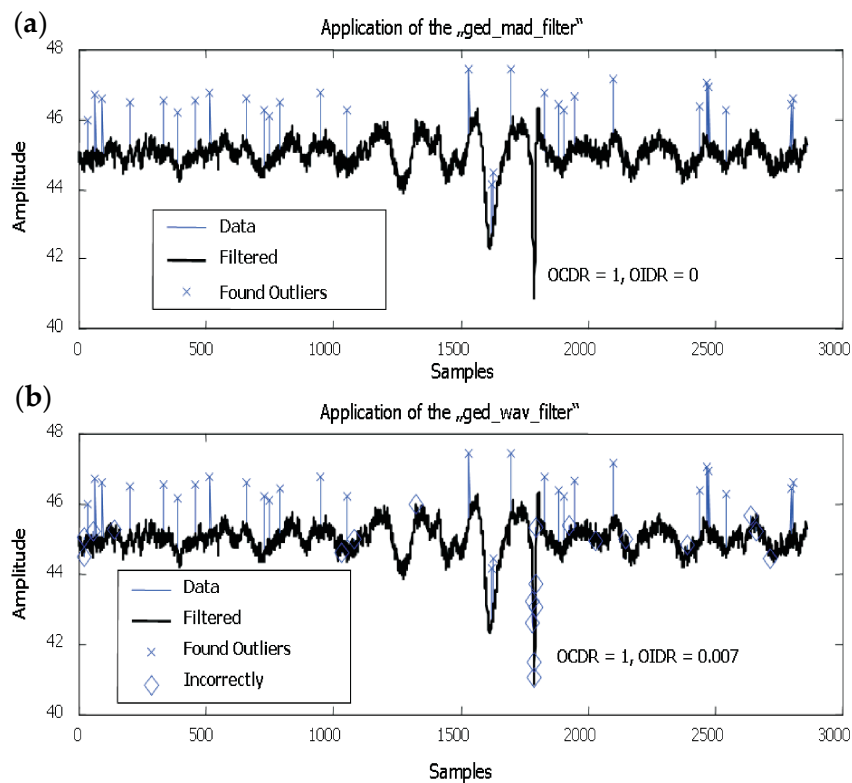 (a)
Application of the „ged_mad_filter“
48
46
44
42
40
Amplitude
Data
Filtered
Found Outliers
OCDR = 1, OIDR = 0
0 500 1000 1500 2000 2500 3000
Samples
(b)
Application of the „ged_wav_filter“
48
46
44
42
40
Amplitude
Data
Filtered
Found Outliers
Incorrectly
OCDR = 1, OIDR = 0.007
0 500 1000 1500 2000 2500 3000
Samples